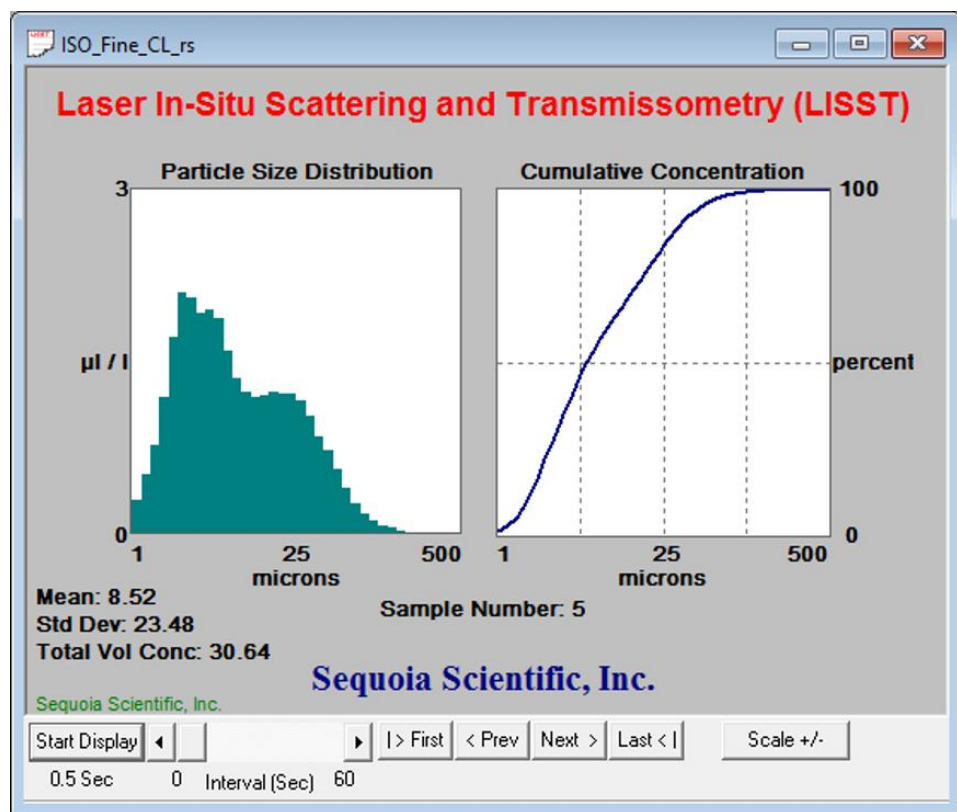 ISO_Fine_CL_rs
Laser In-Situ Scattering and Transmissometry (LISST)
Particle Size Distribution
3
µl / l
0
1 25 500
microns
Cumulative Concentration
100
percent
0
1 25 500
microns
Mean: 8.52
Std Dev: 23.48
Total Vol Conc: 30.64
Sample Number: 5
Sequoia Scientific, Inc.
Sequoia Scientific, Inc.
Start Display |> First < Prev Next > Last <| Scale +/-
0.5 Sec 0 Interval (Sec) 60